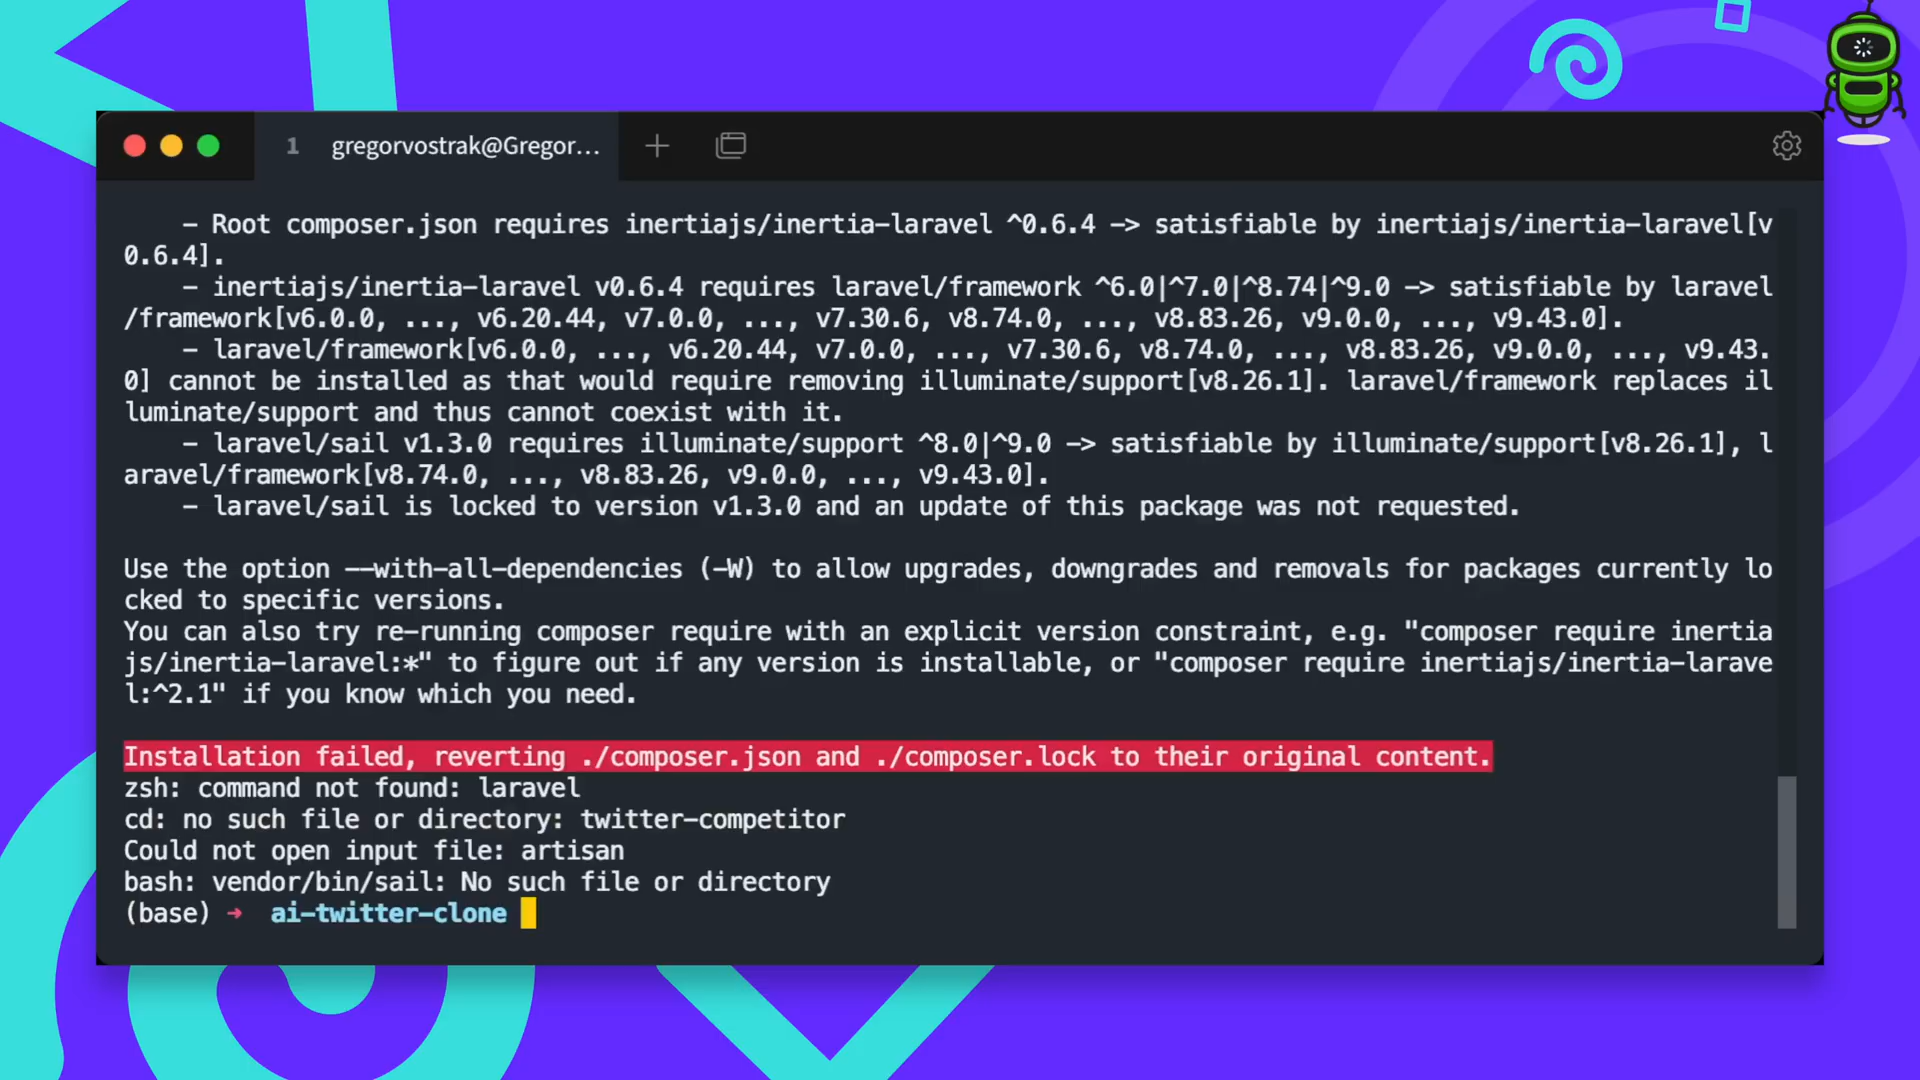 1 gregorvostrak@Gregor...
– Root composer.json requires inertiajs/inertia-laravel ^0.6.4 -> satisfiable by inertiajs/inertia-laravel[v
0.6.4].
– inertiajs/inertia-laravel v0.6.4 requires laravel/framework ^6.0|^7.0|^8.74|^9.0 -> satisfiable by laravel
/framework[v6.0.0, ..., v6.20.44, v7.0.0, ..., v7.30.6, v8.74.0, ..., v8.83.26, v9.0.0, ..., v9.43.0].
– laravel/framework[v6.0.0, ..., v6.20.44, v7.0.0, ..., v7.30.6, v8.74.0, ..., v8.83.26, v9.0.0, ..., v9.43.
0] cannot be installed as that would require removing illuminate/support[v8.26.1]. laravel/framework replaces il
luminate/support and thus cannot coexist with it.
– laravel/sail v1.3.0 requires illuminate/support ^8.0|^9.0 -> satisfiable by illuminate/support[v8.26.1], l
aravel/framework[v8.74.0, ..., v8.83.26, v9.0.0, ..., v9.43.0].
– laravel/sail is locked to version v1.3.0 and an update of this package was not requested.
Use the option --with-all-dependencies (-W) to allow upgrades, downgrades and removals for packages currently lo
cked to specific versions.
You can also try re-running composer require with an explicit version constraint, e.g. "composer require inertia
js/inertia-laravel:*" to figure out if any version is installable, or "composer require inertiajs/inertia-larave
l:^2.1" if you know which you need.
Installation failed, reverting ./composer.json and ./composer.lock to their original content.
zsh: command not found: laravel
cd: no such file or directory: twitter-competitor
Could not open input file: artisan
bash: vendor/bin/sail: No such file or directory
(base) ➜ ai-twitter-clone